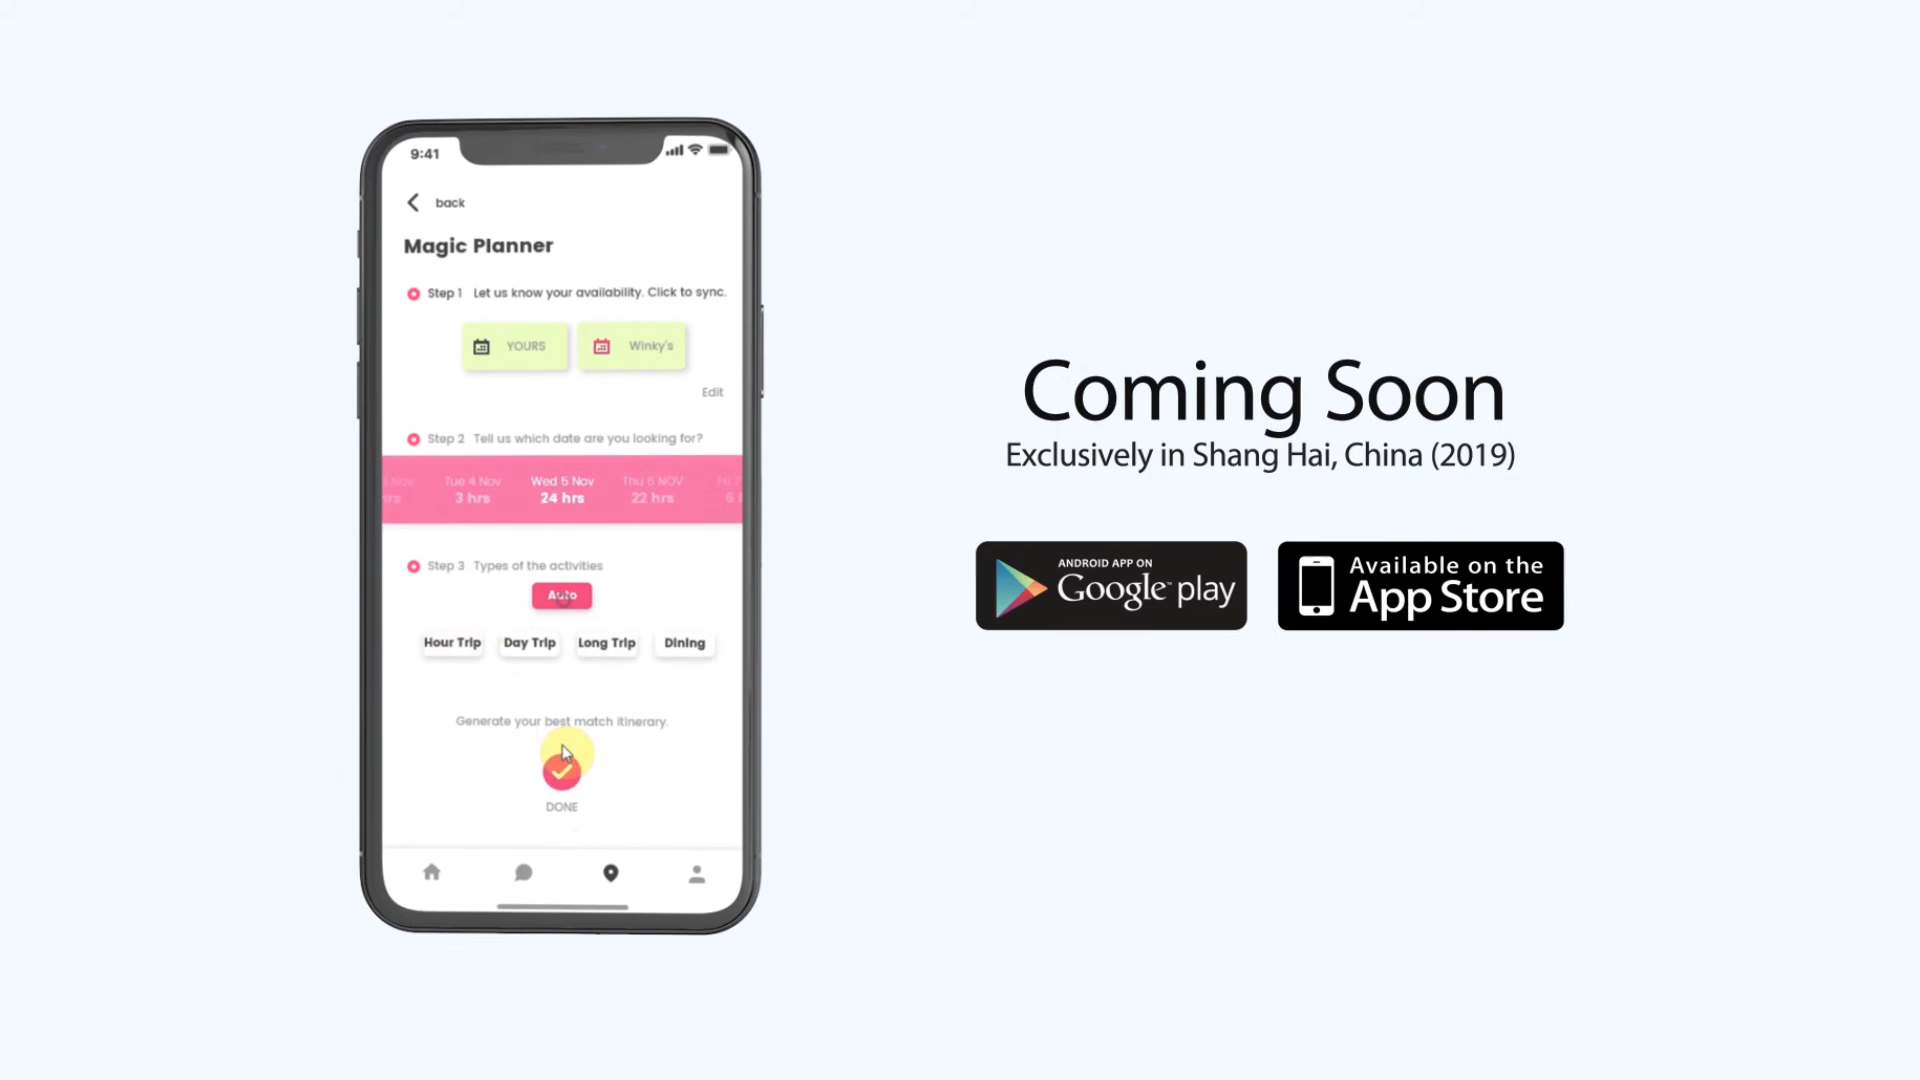 9:41
back
Magic Planner
Step 1 Let us know your availability. Click to sync.
YOURS Winky's
Edit
Step 2 Tell us which date are you looking for?
Tue 4 Nov Wed 5 Nov Thu 6 NOV
3 hrs 24 hrs 22 hrs
Step 3 Types of the activities
Auto
Hour Trip Day Trip Long Trip Dining
Generate your best match itinerary.
DONE
Coming Soon
Exclusively in Shang Hai, China (2019)
ANDROID APP ON
Google play
Available on the
App Store